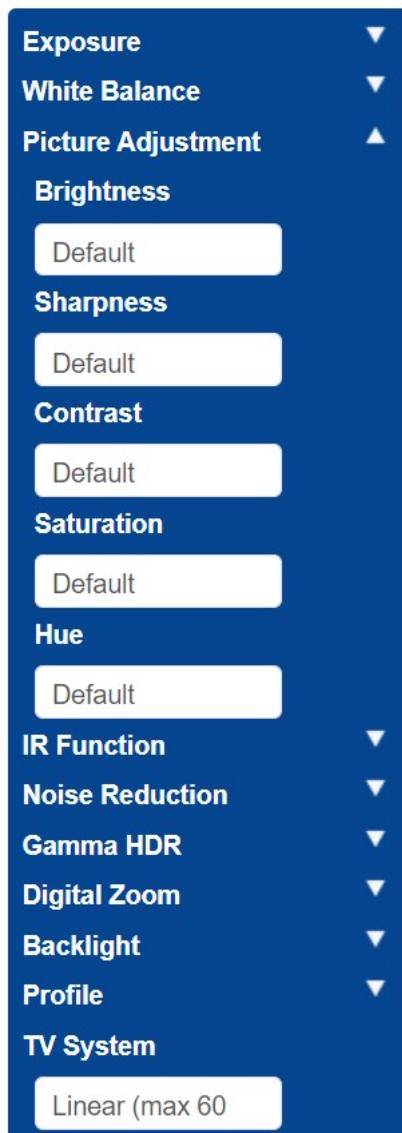 Exposure
White Balance
Picture Adjustment
Brightness
Default
Sharpness
Default
Contrast
Default
Saturation
Default
Hue
Default
IR Function
Noise Reduction
Gamma HDR
Digital Zoom
Backlight
Profile
TV System
Linear (max 60